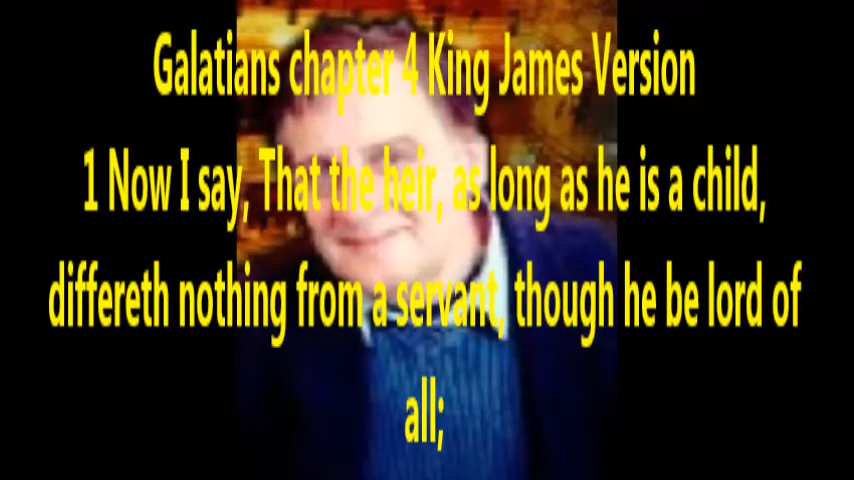 Galatians chapter 4 King James Version
1 Now I say, That the heir, as long as he is a child,
differeth nothing from a servant, though he be lord of
all;